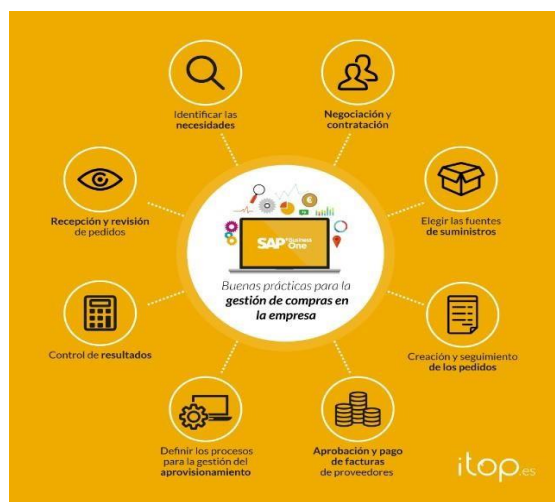 Identificar las
necesidades
Negociación y
contratación
Recepción y revisión
de pedidos
Elegir las fuentes
de suministros
SAP Business
One
Buenas prácticas para la
gestión de compras en
la empresa
Control de resultados
Creación y seguimiento
de los pedidos
Definir los procesos
para la gestión del
aprovisionamiento
Aprobación y pago
de facturas
de proveedores
itop.es